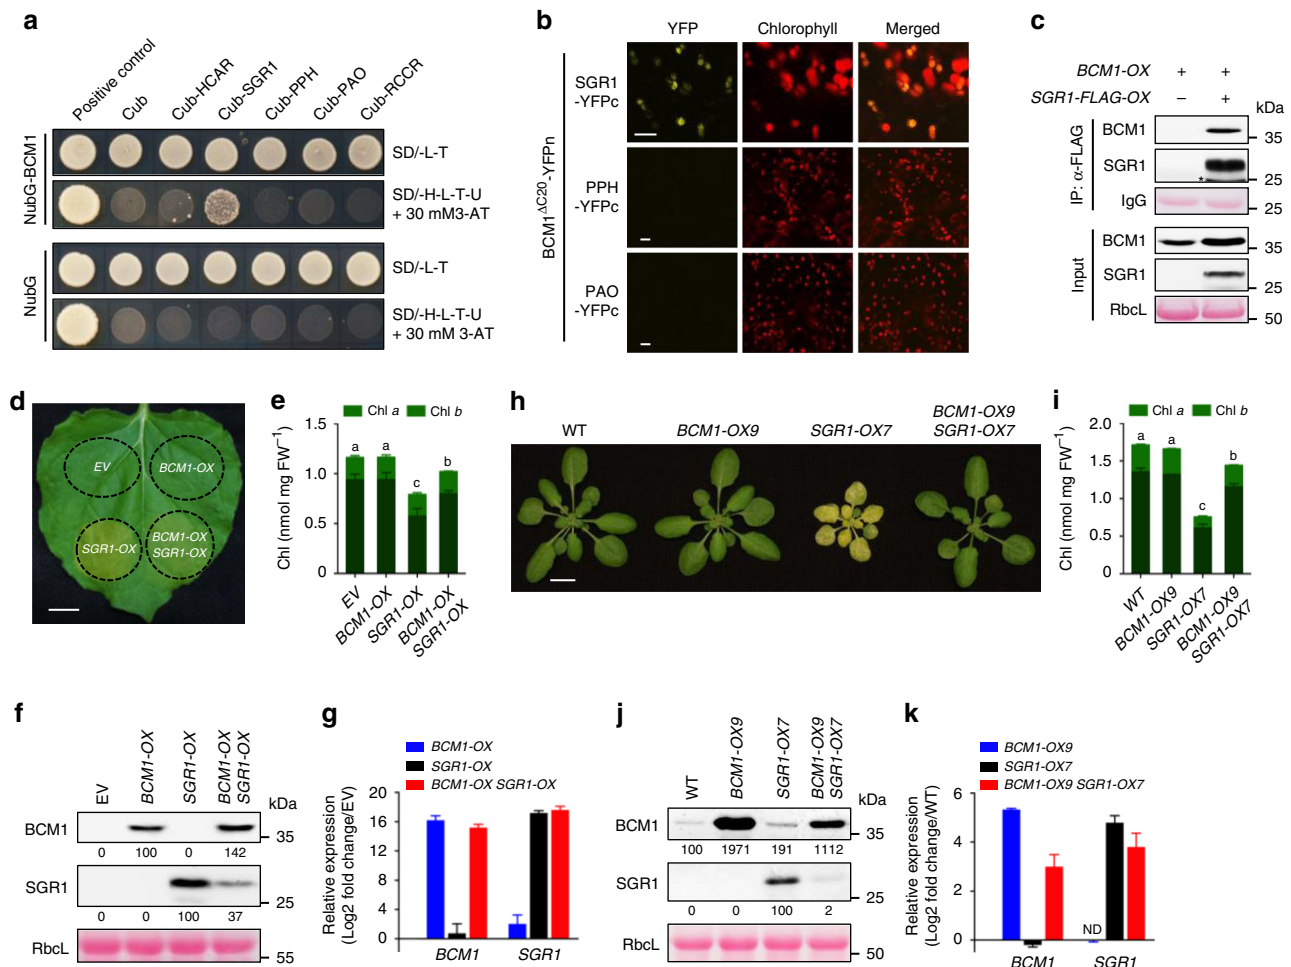 a
Positive control
Cub
Cub-HCAR
Cub-SGR1
Cub-PPH
Cub-PAO
Cub-RCCR
NubG-BCM1
SD/-L-T
SD/-H-L-T-U
+ 30 mM3-AT
NubG
SD/-L-T
SD/-H-L-T-U
+ 30 mM 3-AT
b
YFP
Chlorophyll
Merged
BCM1ΔC20-YFPn
SGR1
-YFPc
PPH
-YFPc
PAO
-YFPc
c
BCM1-OX + +
SGR1-FLAG-OX − +
kDa
IP: α-FLAG
BCM1
35
SGR1
*
25
IgG
25
Input
BCM1
35
SGR1
25
RbcL
50
d
EV
BCM1-OX
SGR1-OX
BCM1-OX
SGR1-OX
e
Chl a
Chl b
Chl (nmol mg FW−1)
1.5
1.0
0.5
0
a
a
c
b
EV
BCM1-OX
SGR1-OX
BCM1-OX
SGR1-OX
h
WT
BCM1-OX9
SGR1-OX7
BCM1-OX9
SGR1-OX7
i
Chl a
Chl b
Chl (nmol mg FW−1)
2.0
1.5
1.0
0.5
0
a
a
c
b
WT
BCM1-OX9
SGR1-OX7
BCM1-OX9
SGR1-OX7
f
EV
BCM1-OX
SGR1-OX
BCM1-OX
SGR1-OX
kDa
BCM1
35
0 100 0 142
SGR1
25
0 0 100 37
RbcL
55
g
BCM1-OX
SGR1-OX
BCM1-OX SGR1-OX
Relative expression
(Log2 fold change/EV)
20
16
12
8
4
0
BCM1
SGR1
j
WT
BCM1-OX9
SGR1-OX7
BCM1-OX9
SGR1-OX7
kDa
BCM1
35
100 1971 191 1112
SGR1
25
0 0 100 2
RbcL
50
k
BCM1-OX9
SGR1-OX7
BCM1-OX9 SGR1-OX7
Relative expression
(Log2 fold change/WT)
6
4
2
0
ND
BCM1
SGR1